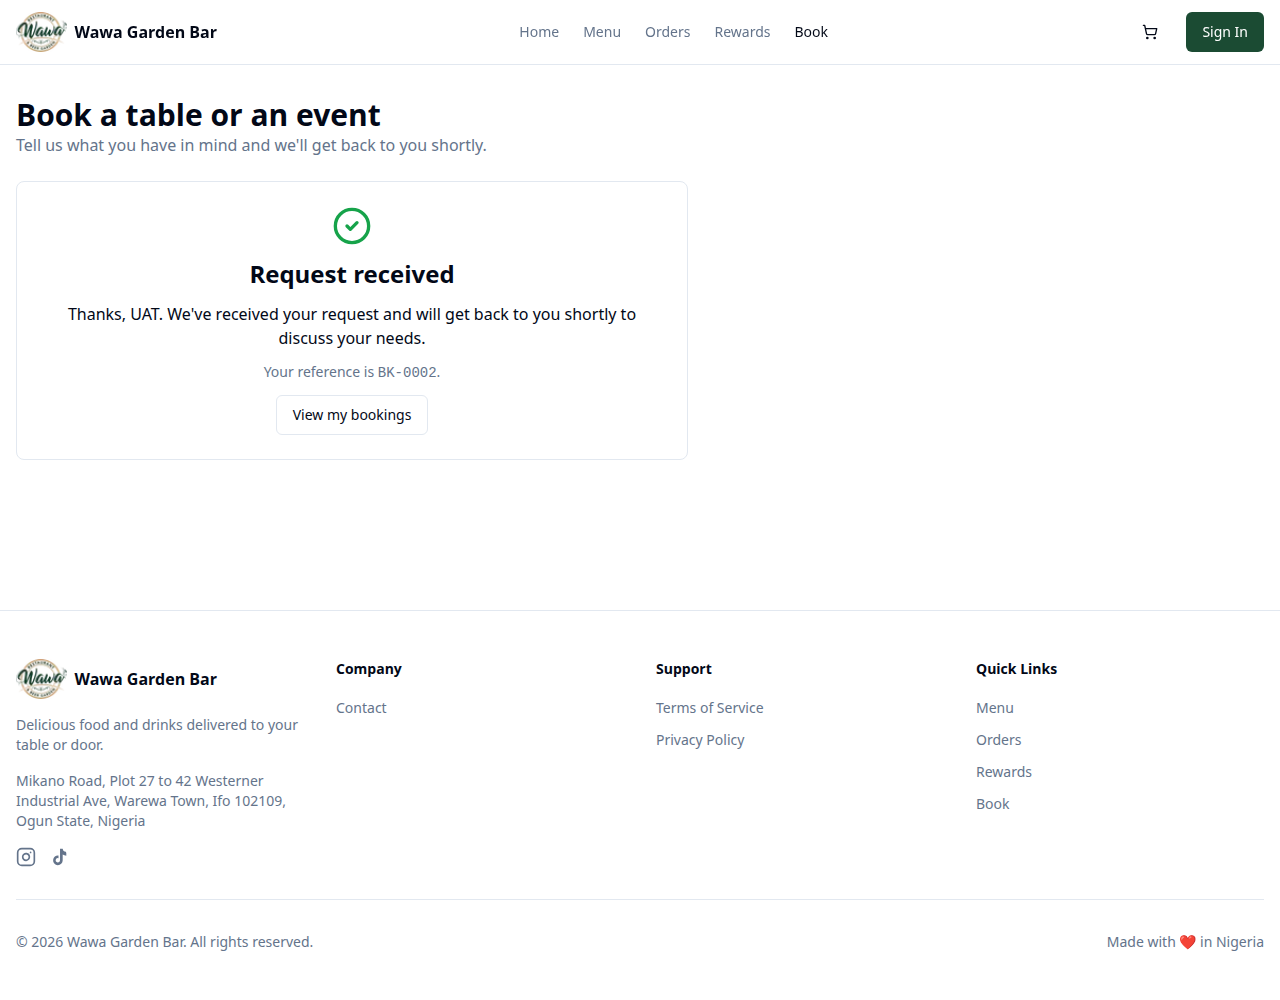 Wawa Garden Bar
Home
Menu
Orders
Rewards
Book
Sign In
Book a table or an event
Tell us what you have in mind and we'll get back to you shortly.
Request received
Thanks, UAT. We've received your request and will get back to you shortly to
discuss your needs.
Your reference is BK-0002.
View my bookings
Wawa
Wawa Garden Bar
Delicious food and drinks delivered to your
table or door.
Mikano Road, Plot 27 to 42 Westerner
Industrial Ave, Warewa Town, Ifo 102109,
Ogun State, Nigeria
Company
Contact
Support
Terms of Service
Privacy Policy
Quick Links
Menu
Orders
Rewards
Book
© 2026 Wawa Garden Bar. All rights reserved.
Made with ❤️ in Nigeria